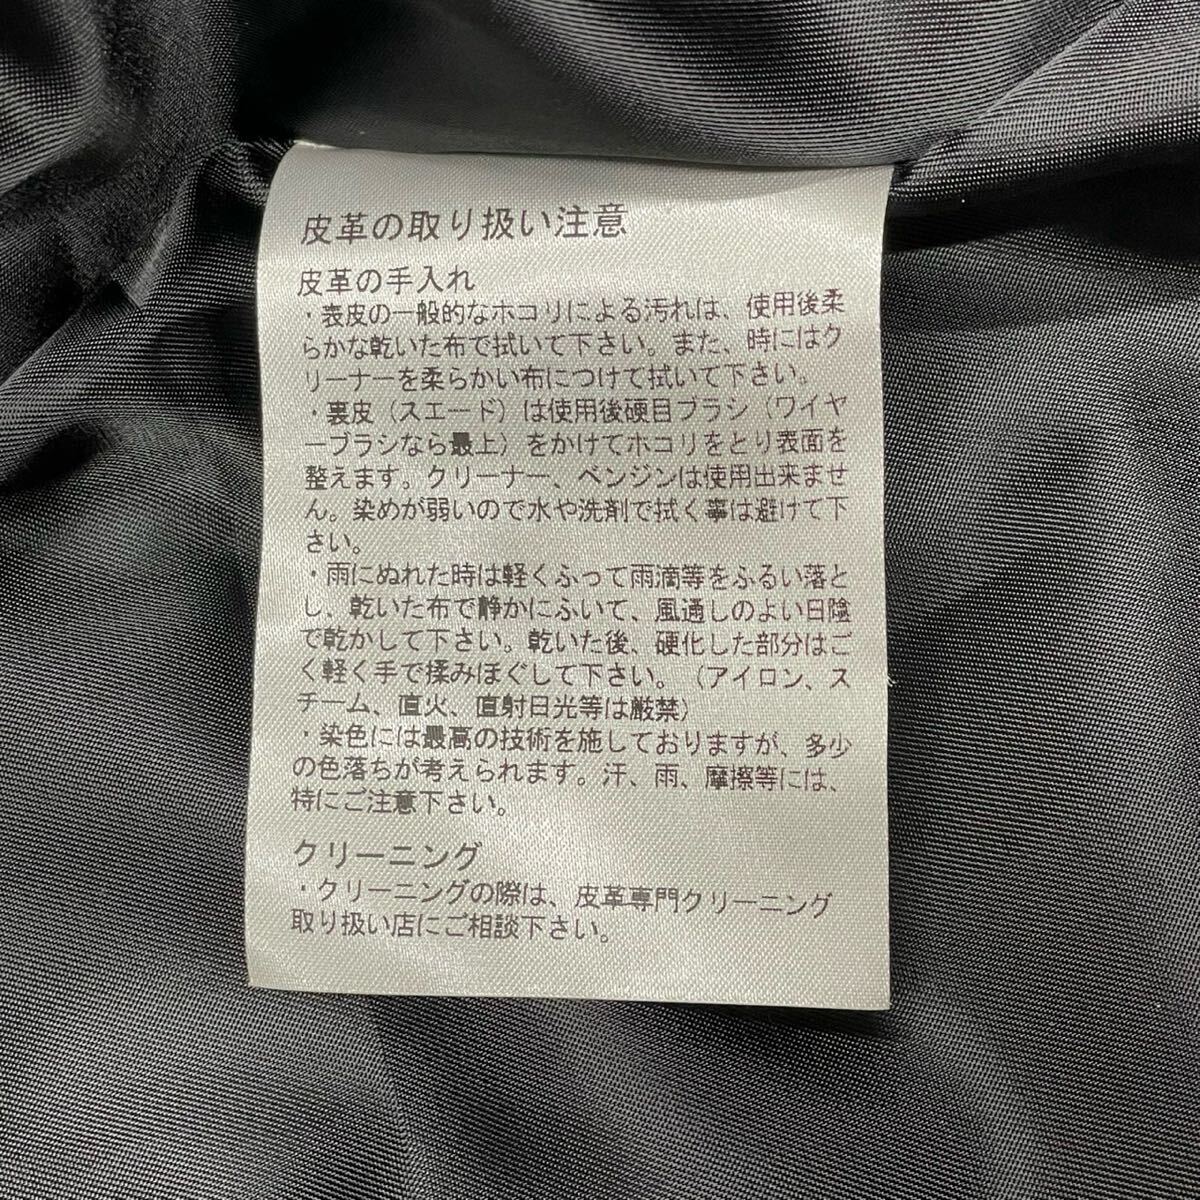 皮革の取り扱い注意
皮革の手入れ
・表皮の一般的なホコリによる汚れは、使用後柔
らかな乾いた布で拭いて下さい。また、時にはク
リーナーを柔らかい布につけて拭いて下さい。
・裏皮（スエード）は使用後硬目ブラシ（ワイヤ
ーブラシなら最上）をかけてホコリをとり表面を
整えます。クリーナー、ベンジンは使用出来ませ
ん。染めが弱いので水や洗剤で拭く事は避けて下
さい。
・雨にぬれた時は軽くふって雨滴等をふるい落と
し、乾いた布で静かにふいて、風通しのよい日陰
で乾かして下さい。乾いた後、硬化した部分はご
く軽く手で揉みほぐして下さい。（アイロン、ス
チーム、直火、直射日光等は厳禁）
・染色には最高の技術を施しておりますが、多少
の色落ちが考えられます。汗、雨、摩擦等には、
特にご注意下さい。
クリーニング
・クリーニングの際は、皮革専門クリーニング
取り扱い店にご相談下さい。